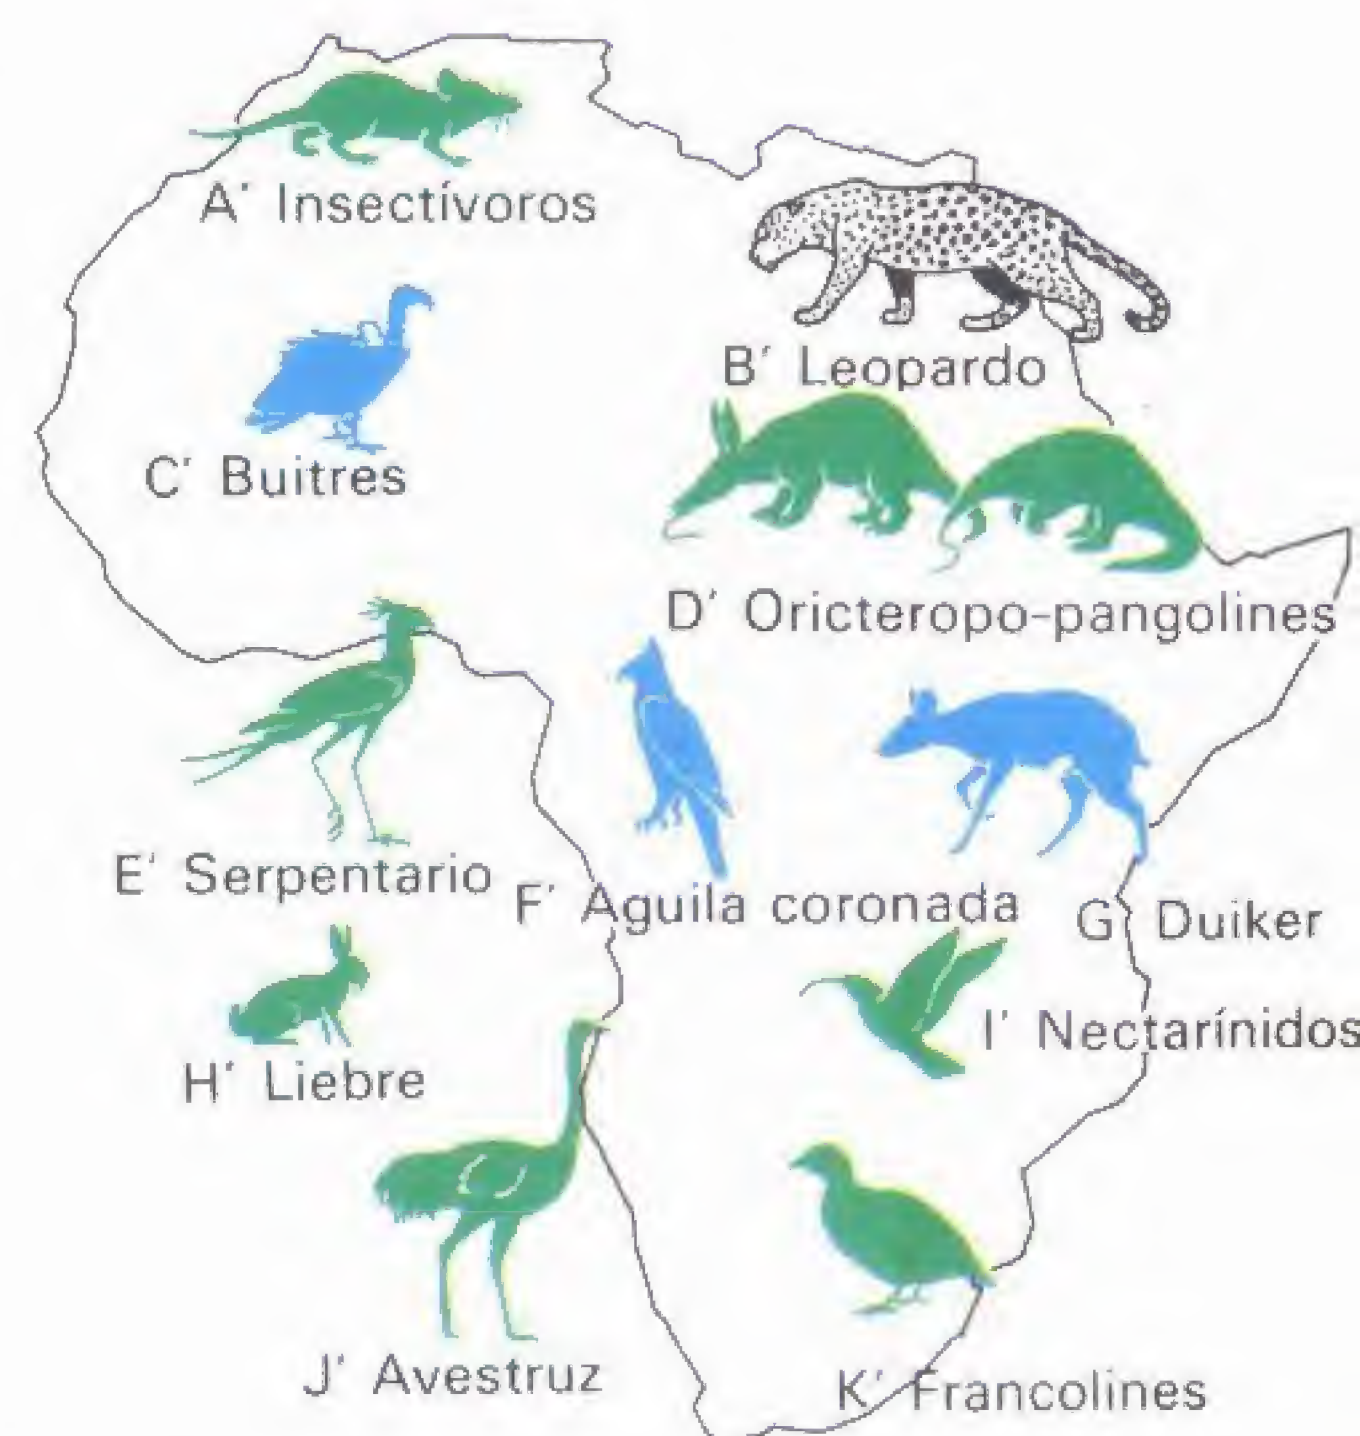 A' Insectívoros
B' Leopardo
C' Buitres
D' Oricteropo-pangolines
E' Serpentario
F' Aguila coronada
G' Duiker
H' Liebre
I' Nectarínidos
J' Avestruz
K' Francolines